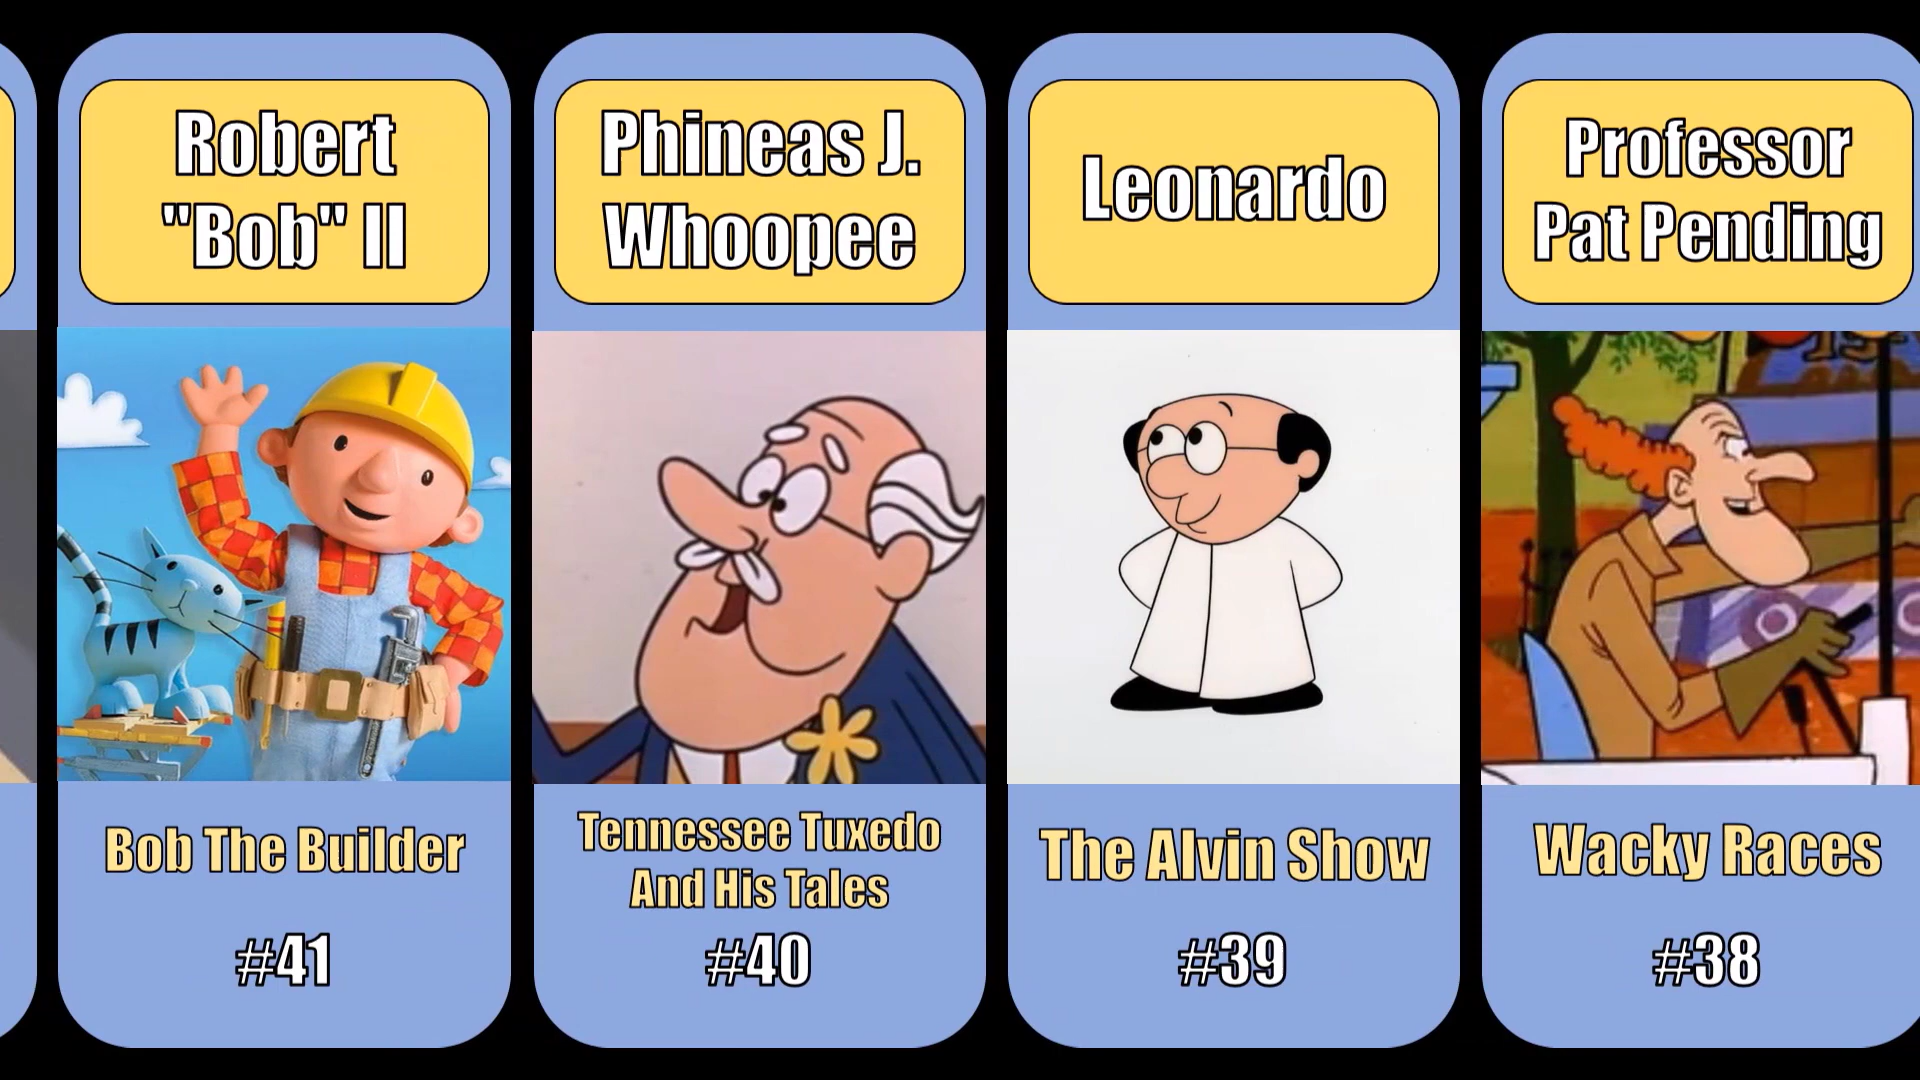 Robert
"Bob" II
Bob The Builder
#41
Phineas J.
Whoopee
Tennessee Tuxedo
And His Tales
#40
Leonardo
The Alvin Show
#39
Professor
Pat Pending
Wacky Races
#38